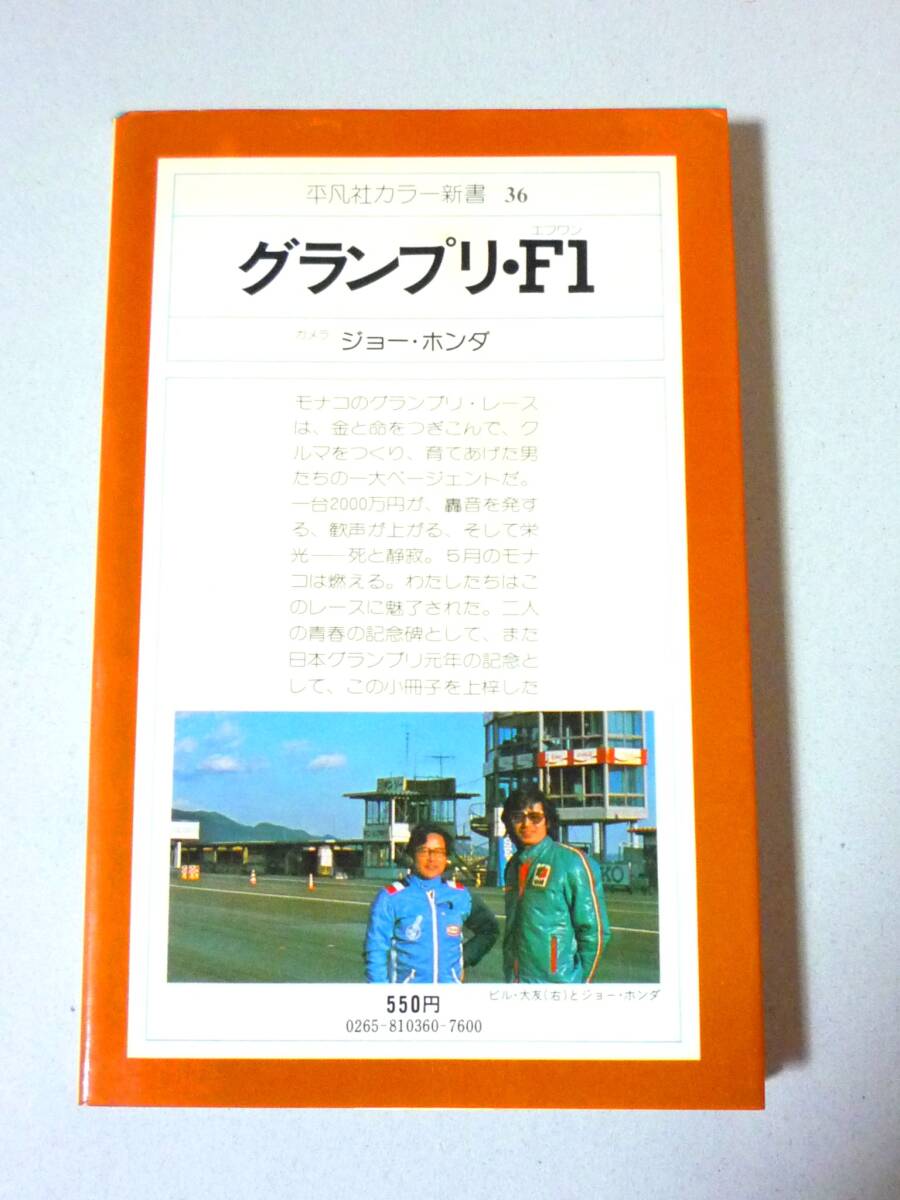 平凡社カラー新書 36
エフワン
グランプリ・F1
カメラ ジョー・ホンダ
モナコのグランプリ・レース
は、金と命をつぎこんで、ク
ルマをつくり、育てあげた男
たちの一大ページェントだ。
一台2000万円が、轟音を発す
る、歓声が上がる、そして栄
光──死と静寂。5月のモナ
コは燃える。わたしたちはこ
のレースに魅了された。二人
の青春の記念碑として、また
日本グランプリ元年の記念と
して、この小冊子を上梓した
ビル・大友(右)とジョー・ホンダ
550円
0265-810360-7600